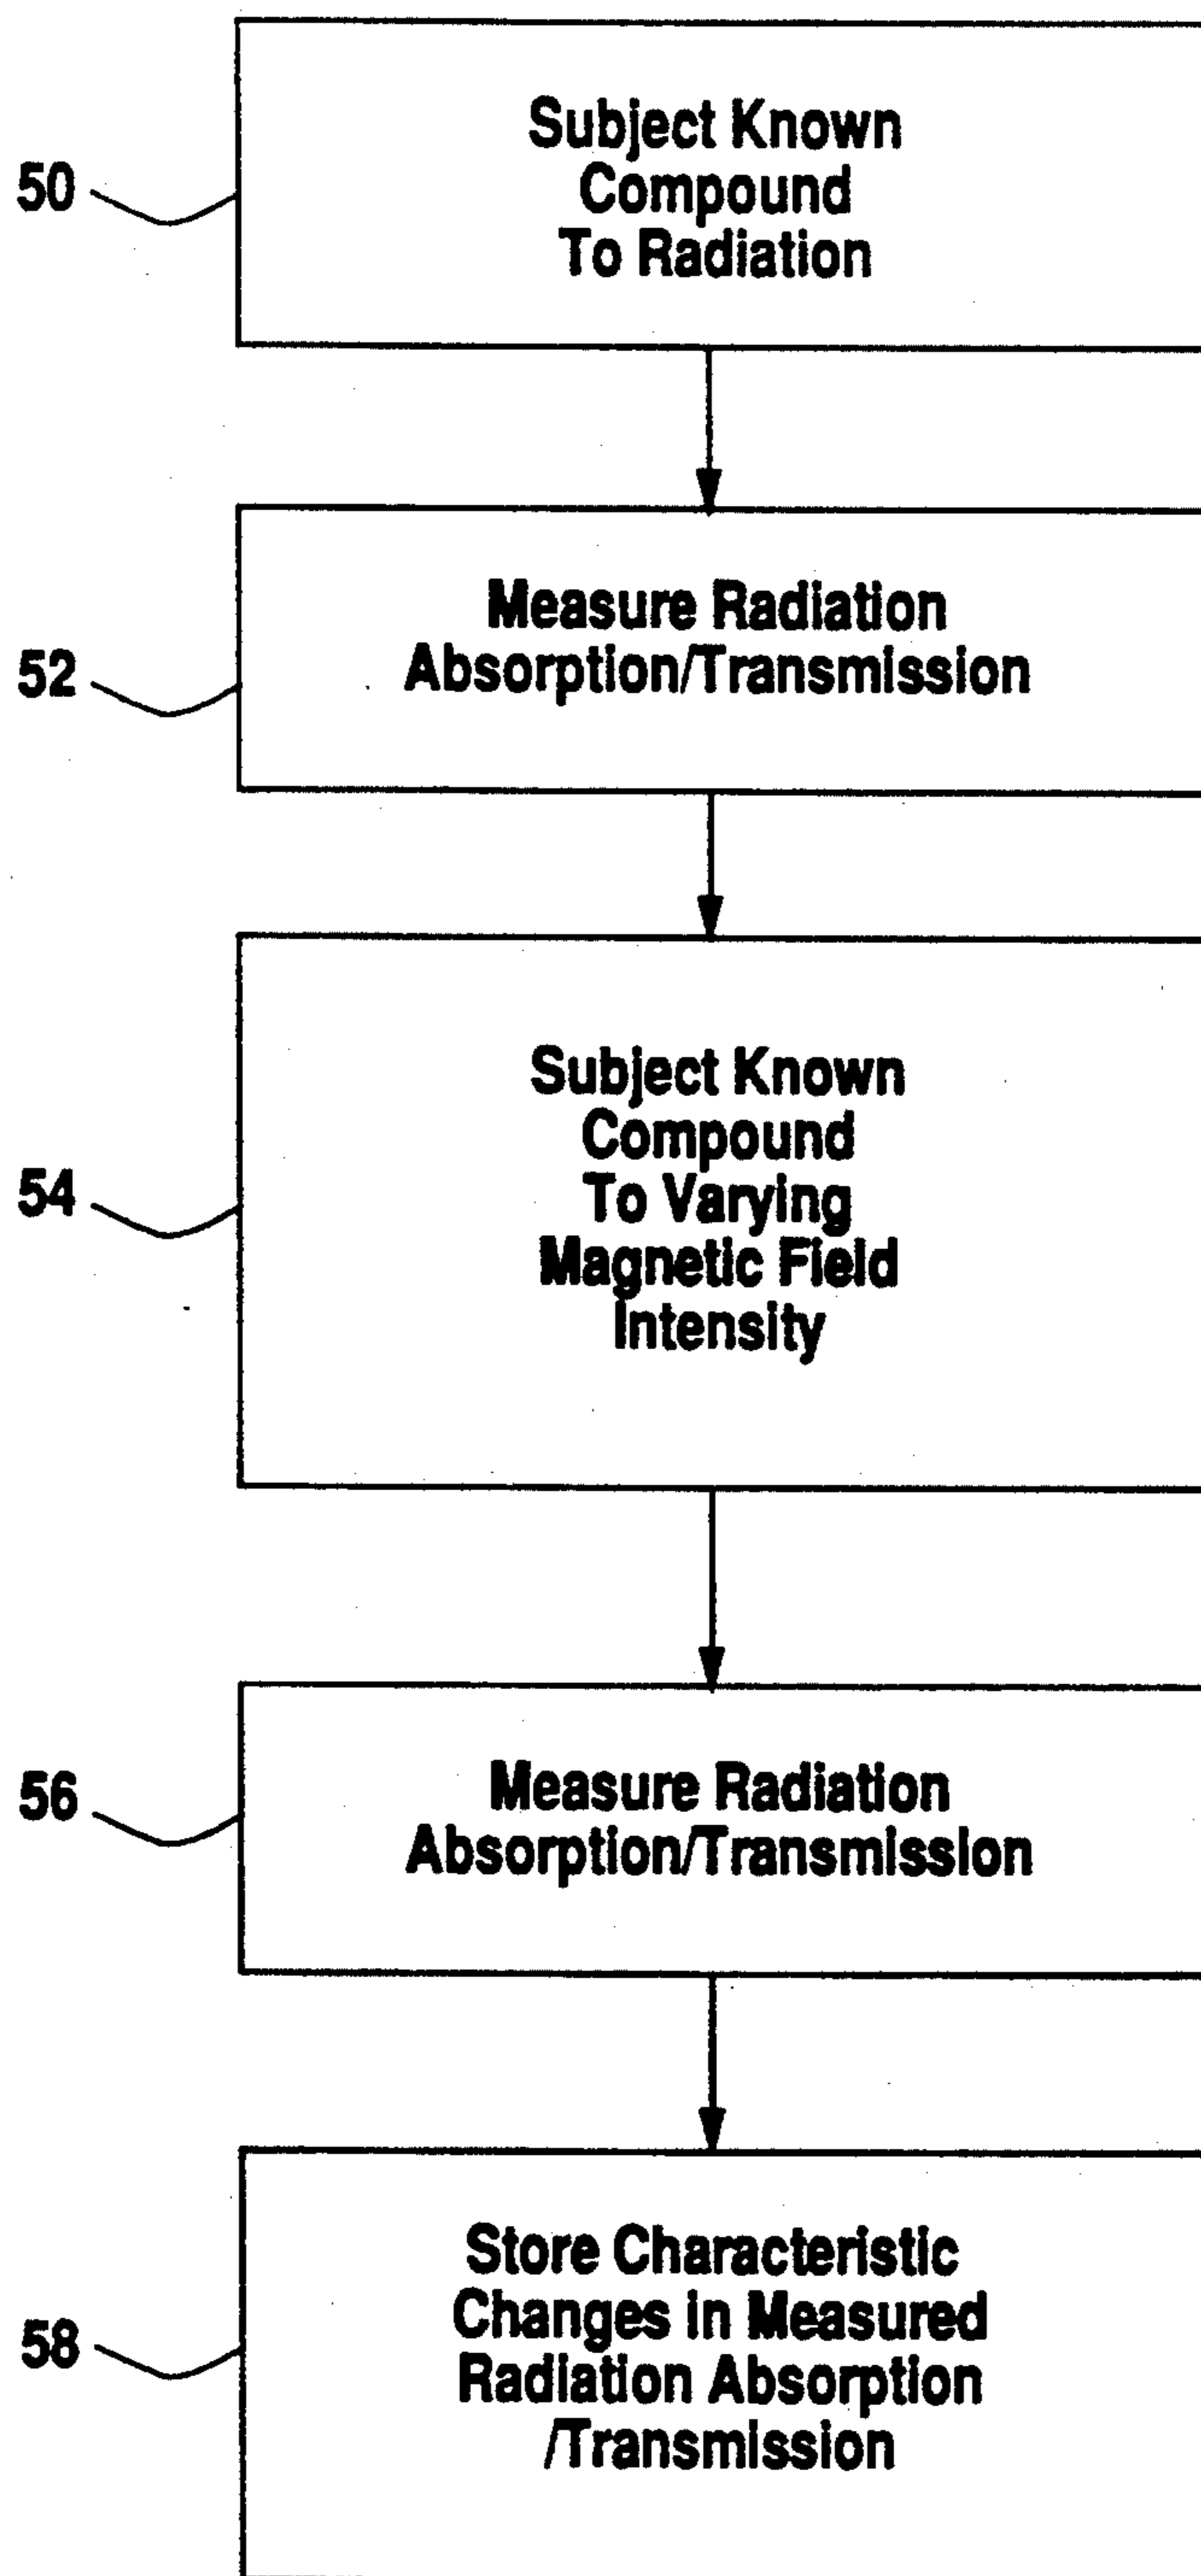 50
Subject Known
Compound
To Radiation
52
Measure Radiation
Absorption/Transmission
54
Subject Known
Compound
To Varying
Magnetic Field
Intensity
56
Measure Radiation
Absorption/Transmission
58
Store Characteristic
Changes in Measured
Radiation Absorption
/Transmission